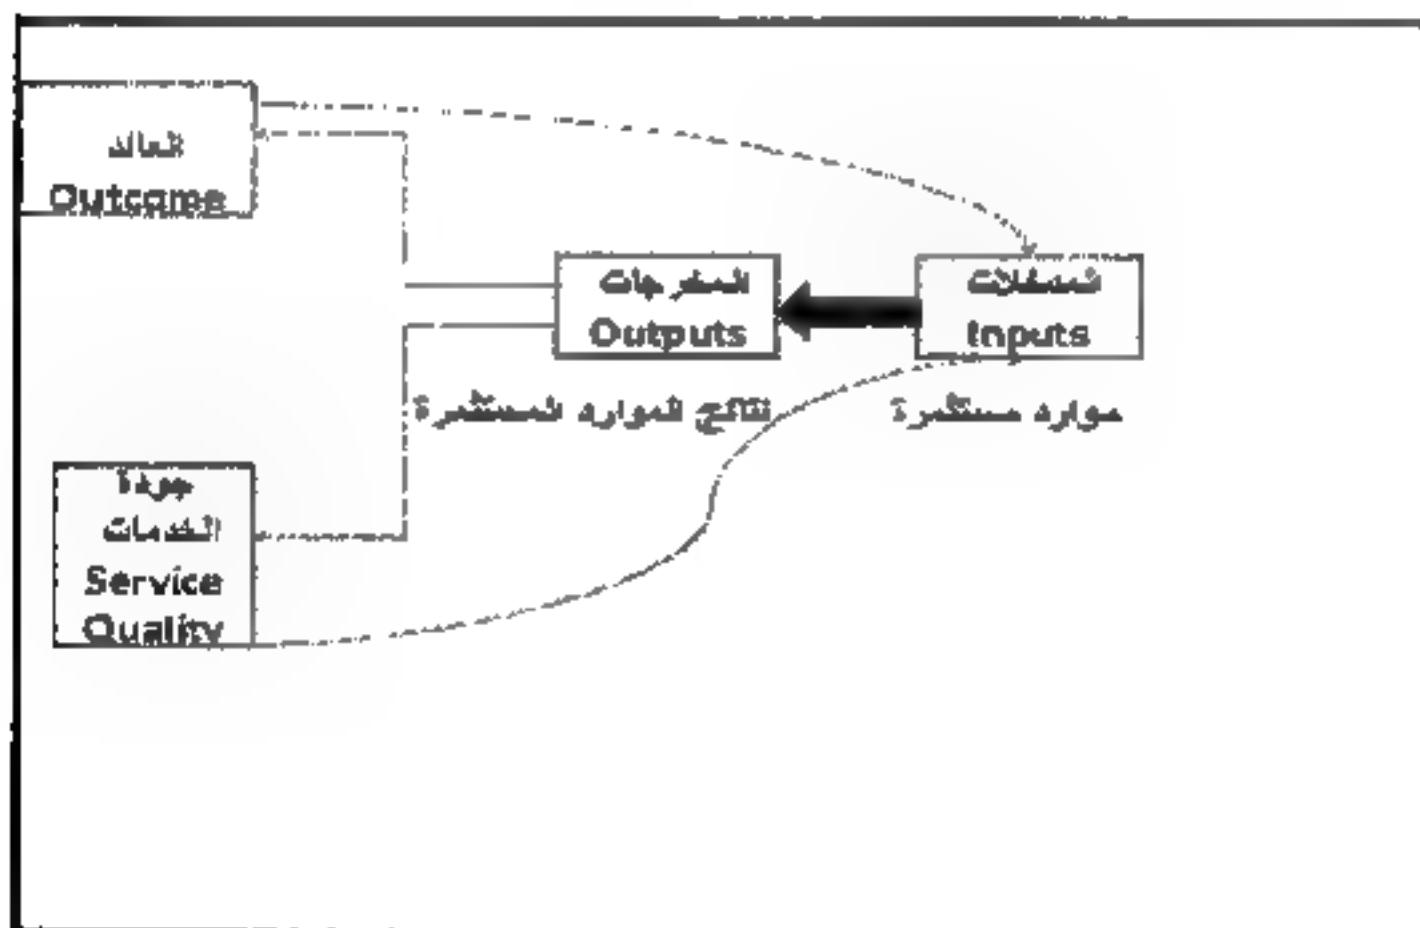 العائد
Outcome
المخرجات
Outputs
المدخلات
Inputs
نتائج الموارد المستثمرة
موارد مستثمرة
جودة
الخدمات
Service
Quality